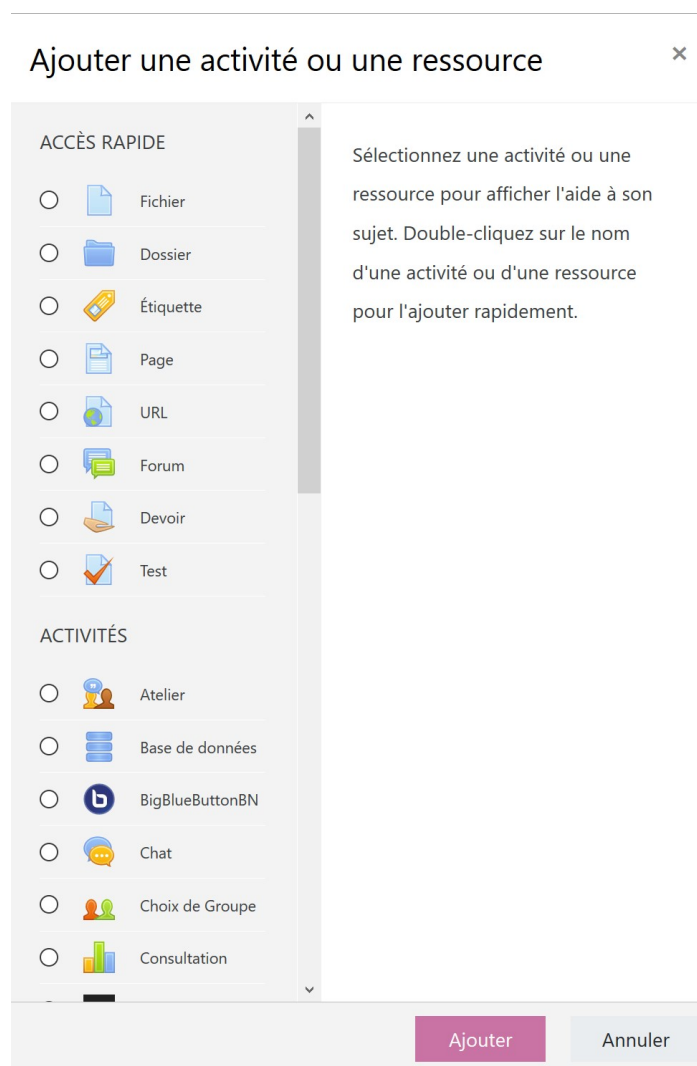 Ajouter une activité ou une ressource
×
ACCÈS RAPIDE
Fichier
Dossier
Étiquette
Page
URL
Forum
Devoir
Test
ACTIVITÉS
Atelier
Base de données
BigBlueButtonBN
Chat
Choix de Groupe
Consultation
Sélectionnez une activité ou une
ressource pour afficher l'aide à son
sujet. Double-cliquez sur le nom
d'une activité ou d'une ressource
pour l'ajouter rapidement.
Ajouter
Annuler